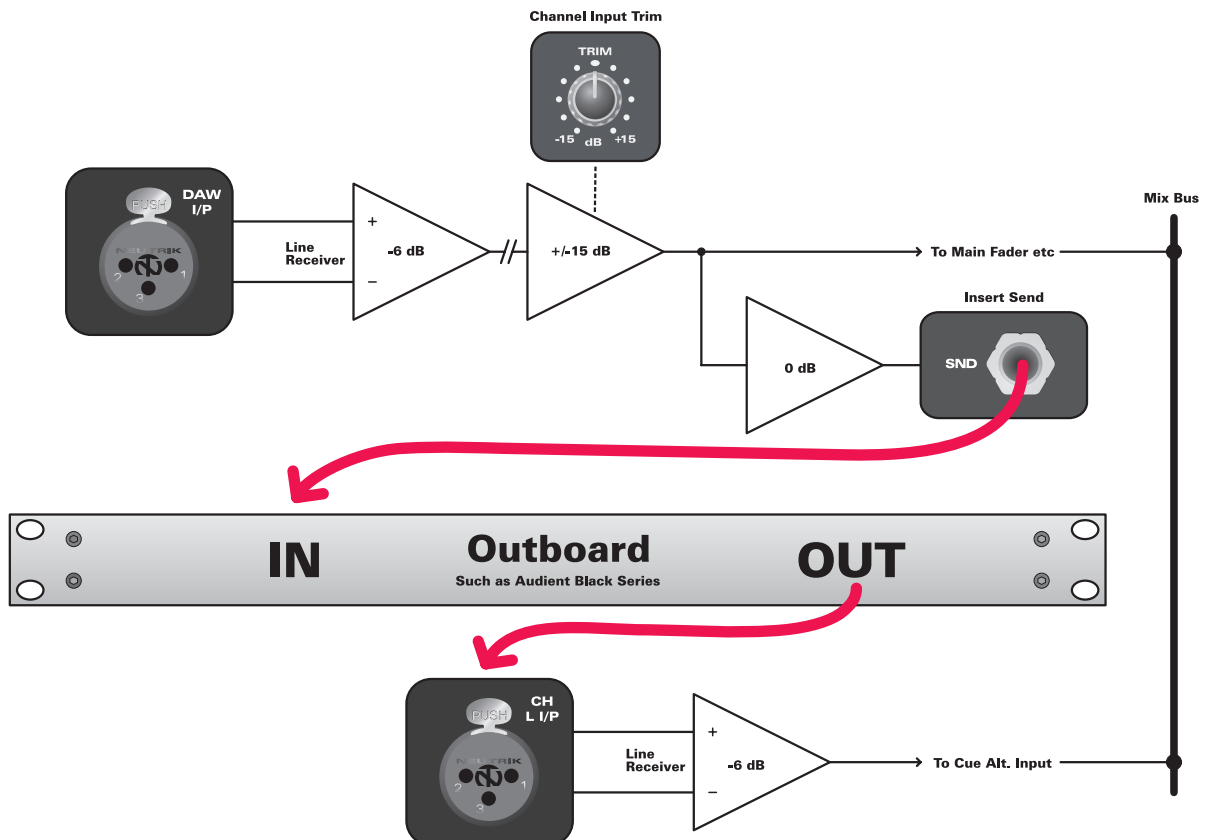 Channel Input Trim
TRIM
-15 dB +15
DAW
I/P
PUSH
NEUTRIK
2 1
3
Line
Receiver
+
-6 dB
−
+/-15 dB
To Main Fader etc
Mix Bus
Insert Send
0 dB
SND
IN
Outboard
Such as Audient Black Series
OUT
CH
L I/P
PUSH
NEUTRIK
2 1
3
Line
Receiver
+
-6 dB
−
To Cue Alt. Input